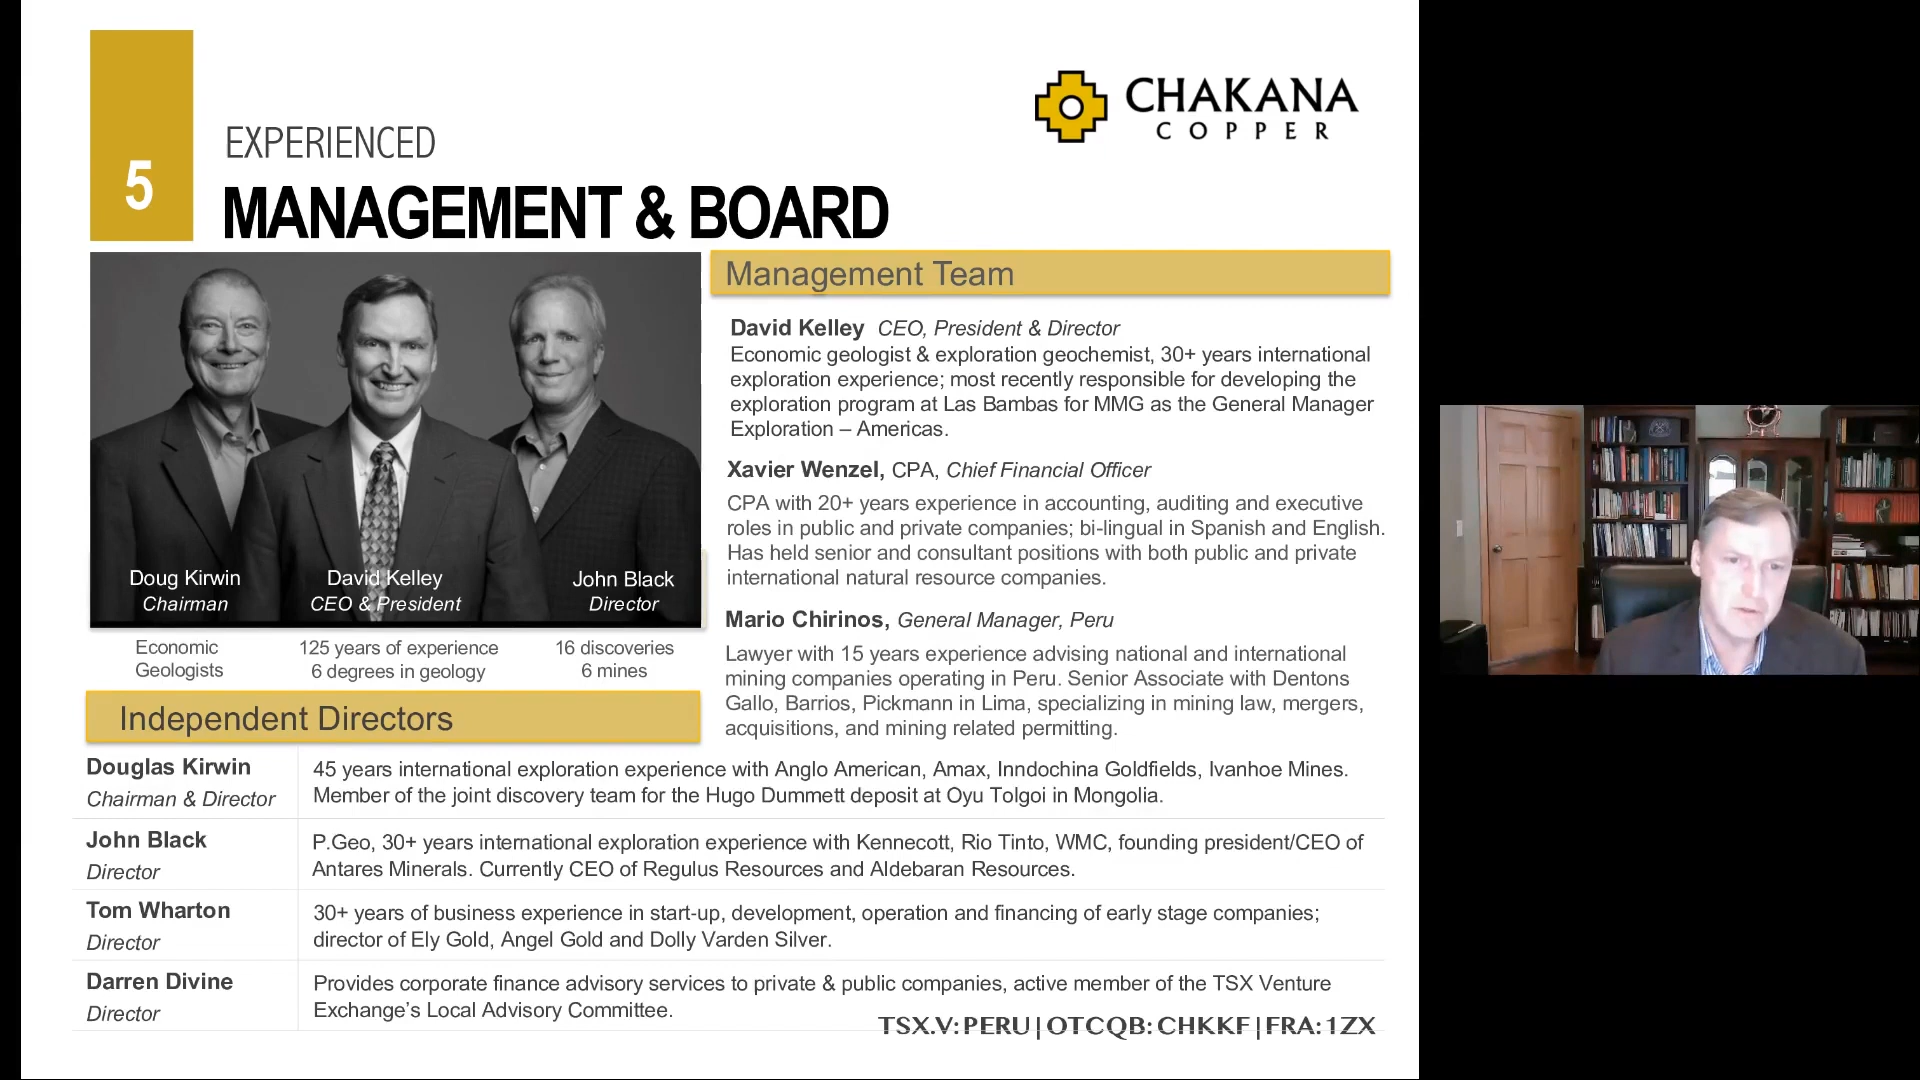 5
EXPERIENCED
MANAGEMENT & BOARD
CHAKANA
COPPER
Doug Kirwin
Chairman
David Kelley
CEO & President
John Black
Director
Economic
Geologists
125 years of experience
6 degrees in geology
16 discoveries
6 mines
Management Team
David Kelley CEO, President & Director
Economic geologist & exploration geochemist, 30+ years international
exploration experience; most recently responsible for developing the
exploration program at Las Bambas for MMG as the General Manager
Exploration – Americas.
Xavier Wenzel, CPA, Chief Financial Officer
CPA with 20+ years experience in accounting, auditing and executive
roles in public and private companies; bi-lingual in Spanish and English.
Has held senior and consultant positions with both public and private
international natural resource companies.
Mario Chirinos, General Manager, Peru
Lawyer with 15 years experience advising national and international
mining companies operating in Peru. Senior Associate with Dentons
Gallo, Barrios, Pickmann in Lima, specializing in mining law, mergers,
acquisitions, and mining related permitting.
Independent Directors
Douglas Kirwin
Chairman & Director
45 years international exploration experience with Anglo American, Amax, Inndochina Goldfields, Ivanhoe Mines.
Member of the joint discovery team for the Hugo Dummett deposit at Oyu Tolgoi in Mongolia.
John Black
Director
P.Geo, 30+ years international exploration experience with Kennecott, Rio Tinto, WMC, founding president/CEO of
Antares Minerals. Currently CEO of Regulus Resources and Aldebaran Resources.
Tom Wharton
Director
30+ years of business experience in start-up, development, operation and financing of early stage companies;
director of Ely Gold, Angel Gold and Dolly Varden Silver.
Darren Divine
Director
Provides corporate finance advisory services to private & public companies, active member of the TSX Venture
Exchange's Local Advisory Committee.
TSX.V: PERU | OTCQB: CHKKF | FRA: 1ZX